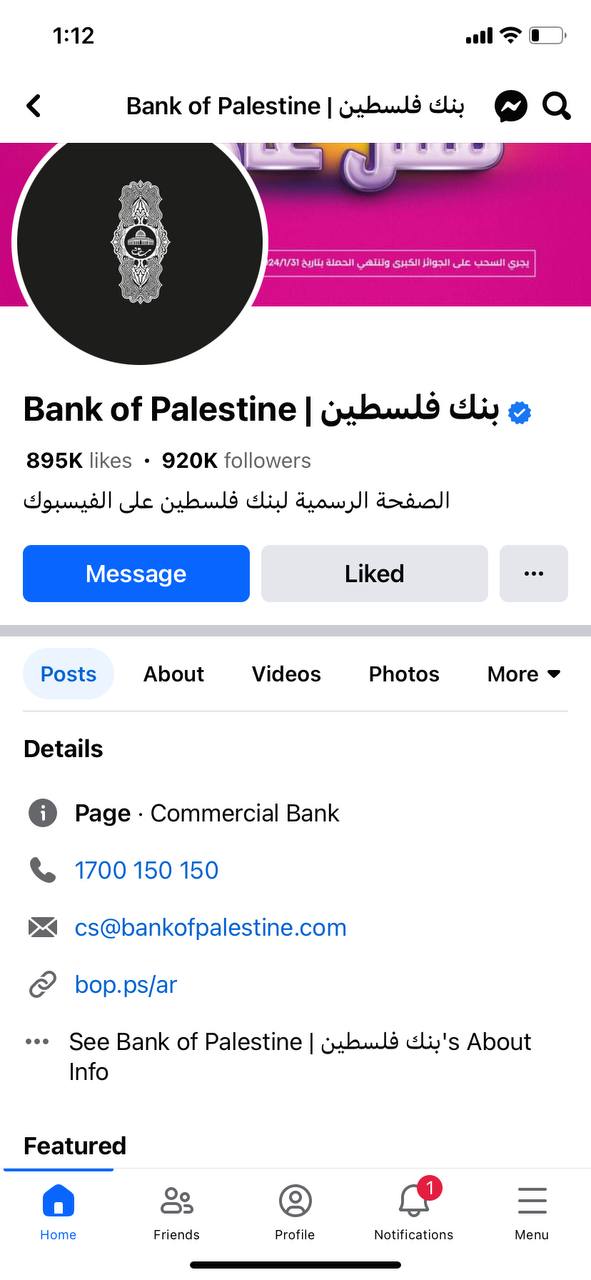 1:12
Bank of Palestine | بنك فلسطين
يجري السحب على الجوائز الكبرى وتنتهي الحملة بتاريخ 24/1/31
Bank of Palestine | بنك فلسطين
895K likes · 920K followers
الصفحة الرسمية لبنك فلسطين على الفيسبوك
Message
Liked
Posts
About
Videos
Photos
More
Details
Page · Commercial Bank
1700 150 150
cs@bankofpalestine.com
bop.ps/ar
See Bank of Palestine | بنك فلسطين's About
Info
Featured
1
Home
Friends
Profile
Notifications
Menu